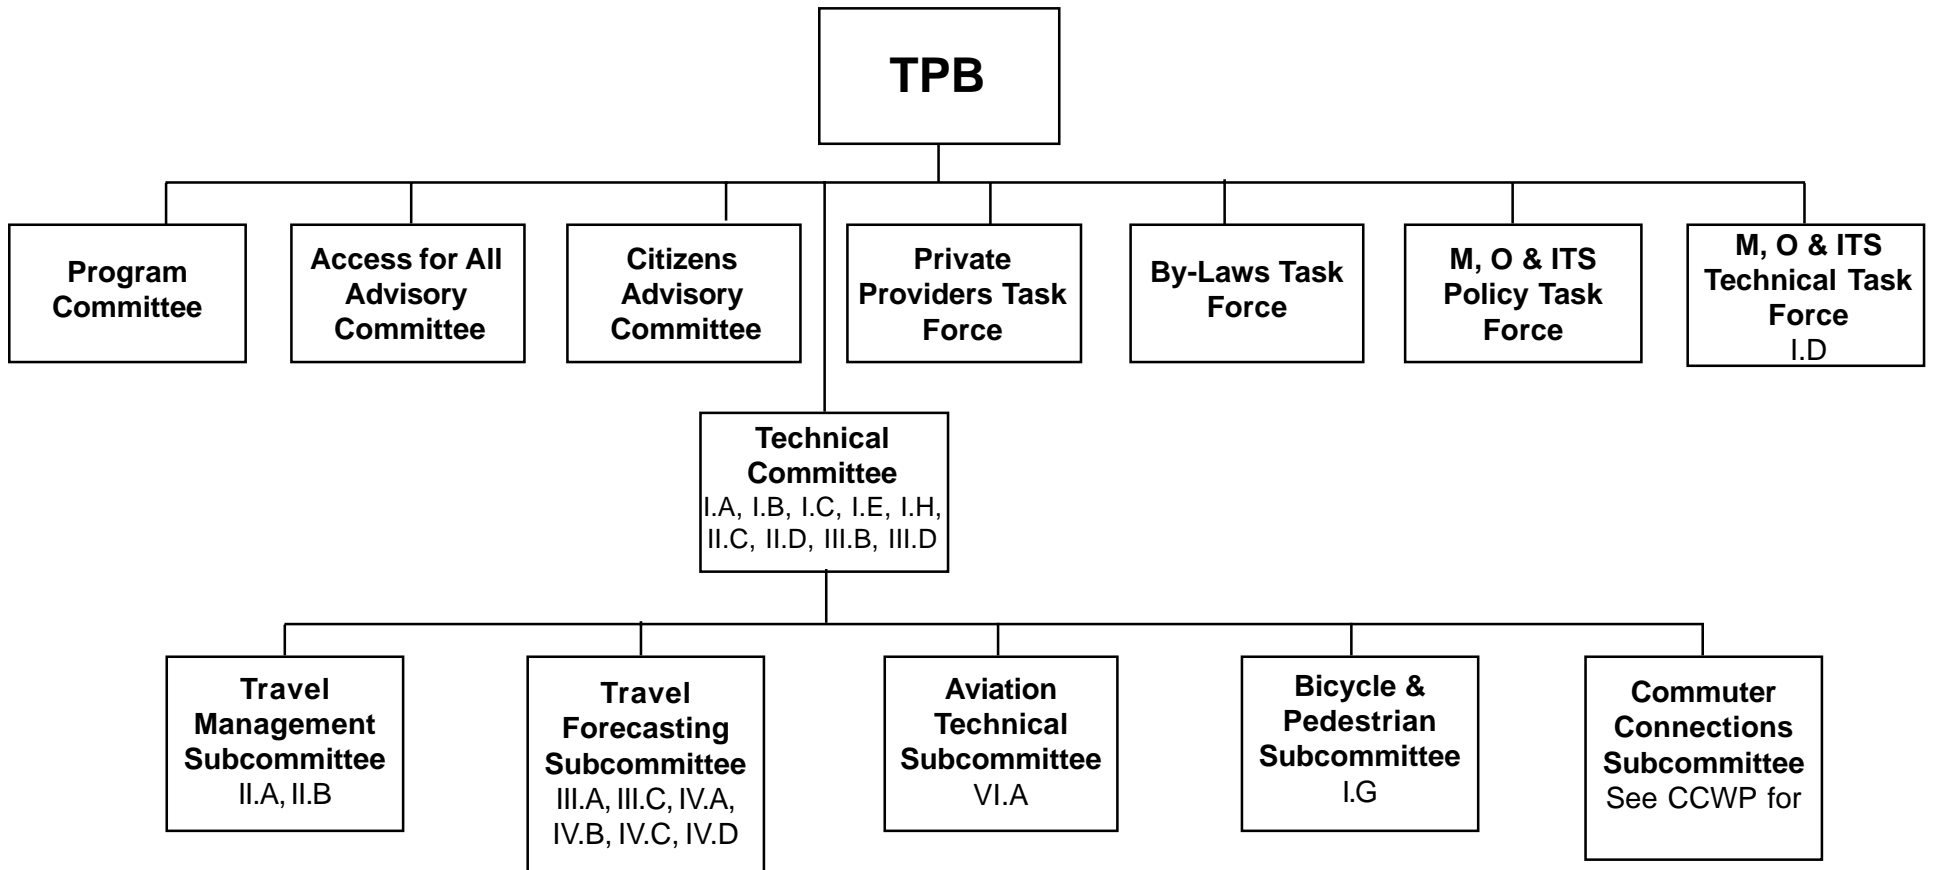 TPB
Program
Committee
Access for All
Advisory
Committee
Citizens
Advisory
Committee
Private
Providers Task
Force
By-Laws Task
Force
M, O & ITS
Policy Task
Force
M, O & ITS
Technical Task
Force
I.D
Technical
Committee
I.A, I.B, I.C, I.E, I.H,
II.C, II.D, III.B, III.D
Travel
Management
Subcommittee
II.A, II.B
Travel
Forecasting
Subcommittee
III.A, III.C, IV.A,
IV.B, IV.C, IV.D
Aviation
Technical
Subcommittee
VI.A
Bicycle &
Pedestrian
Subcommittee
I.G
Commuter
Connections
Subcommittee
See CCWP for